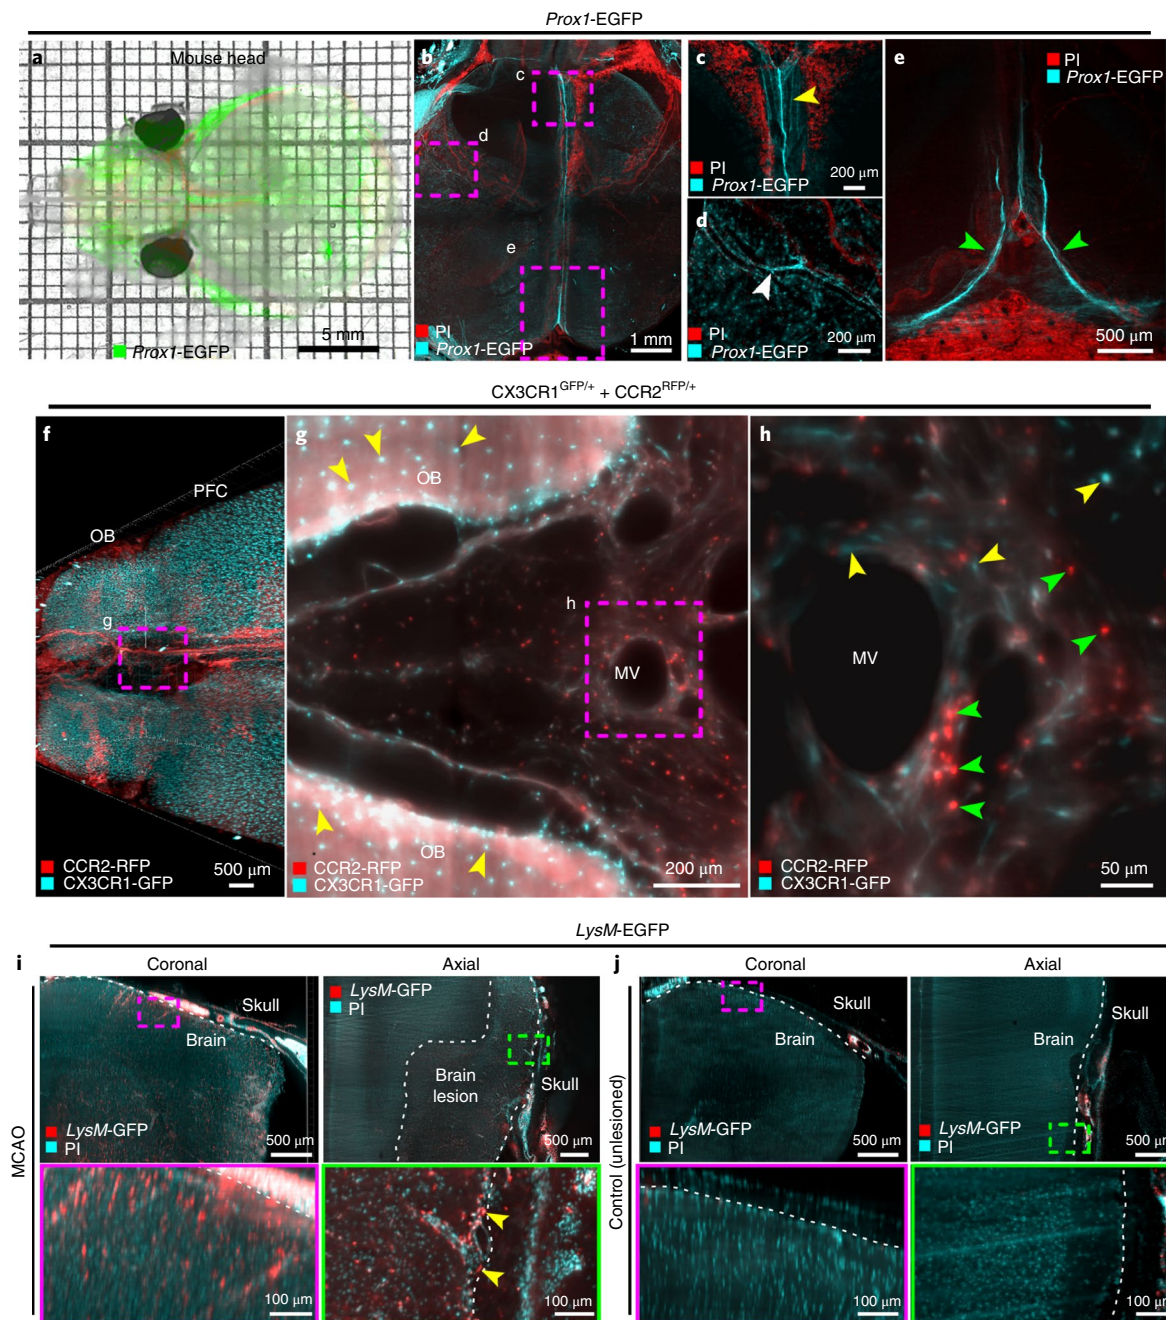 Prox1-EGFP
a
Mouse head
5 mm
Prox1-EGFP
b
c
d
e
PI
Prox1-EGFP
1 mm
c
PI
Prox1-EGFP
200 μm
d
PI
Prox1-EGFP
200 μm
e
PI
Prox1-EGFP
500 μm
CX3CR1GFP/+ + CCR2RFP/+
f
PFC
OB
g
CCR2-RFP
CX3CR1-GFP
500 μm
g
OB
h
MV
OB
CCR2-RFP
CX3CR1-GFP
200 μm
h
MV
CCR2-RFP
CX3CR1-GFP
50 μm
LysM-EGFP
i
Coronal
Axial
MCAO
Skull
Brain
LysM-GFP
PI
500 μm
LysM-GFP
PI
Brain
lesion
Skull
500 μm
100 μm
100 μm
j
Coronal
Axial
Control (unlesioned)
Skull
Brain
LysM-GFP
PI
500 μm
Brain
Skull
LysM-GFP
PI
500 μm
100 μm
100 μm